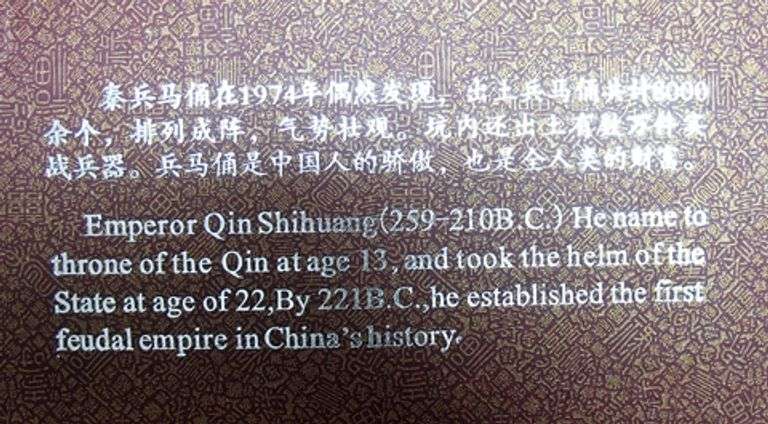 秦兵马俑在1974年偶然发现，出土兵马俑共计8000
余个，排列成阵，气势壮观。坑内还出土有数万件实
战兵器。兵马俑是中国人的骄傲，也是全人类的财富。
Emperor Qin Shihuang(259-210B.C.) He name to
throne of the Qin at age 13, and took the helm of the
State at age of 22,By 221B.C.,he established the first
feudal empire in China's history.